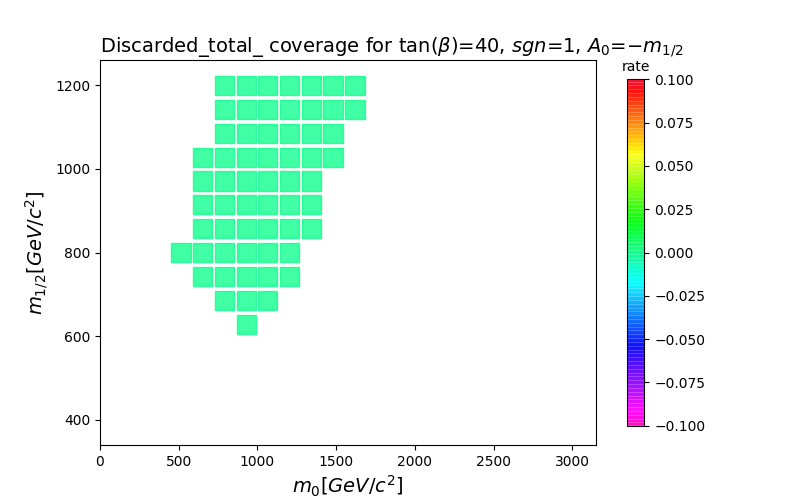 Discarded_total_ coverage for tan(β)=40, sgn=1, A₀=−m₁/₂
rate
0.100
0.075
0.050
0.025
0.000
−0.025
−0.050
−0.075
−0.100
1200
1000
800
600
400
m₁/₂[GeV/c²]
0 500 1000 1500 2000 2500 3000
m₀[GeV/c²]